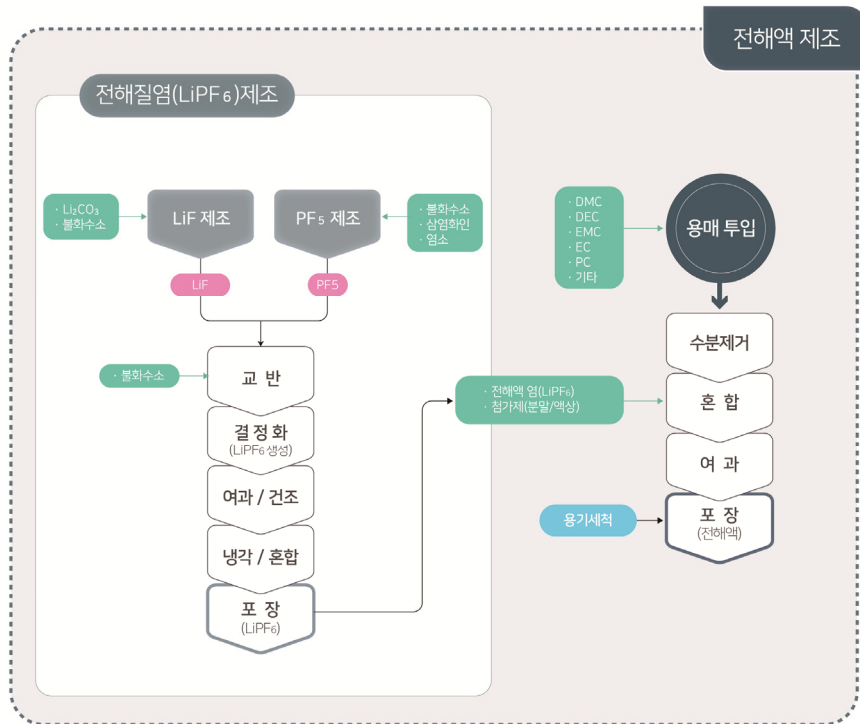 전해액 제조
전해질염(LiPF₆)제조
· Li₂CO₃
· 불화수소
LiF 제조
PF₅ 제조
· 불화수소
· 삼염화인
· 염소
LiF
PF5
· 불화수소
교 반
결 정 화
(LiPF₆ 생성)
여과 / 건조
냉각 / 혼합
포 장
(LiPF₆)
· DMC
· DEC
· EMC
· EC
· PC
· 기타
용매 투입
수분제거
· 전해액 염(LiPF₆)
· 첨가제(분말/액상)
혼 합
여 과
용기세척
포 장
(전해액)